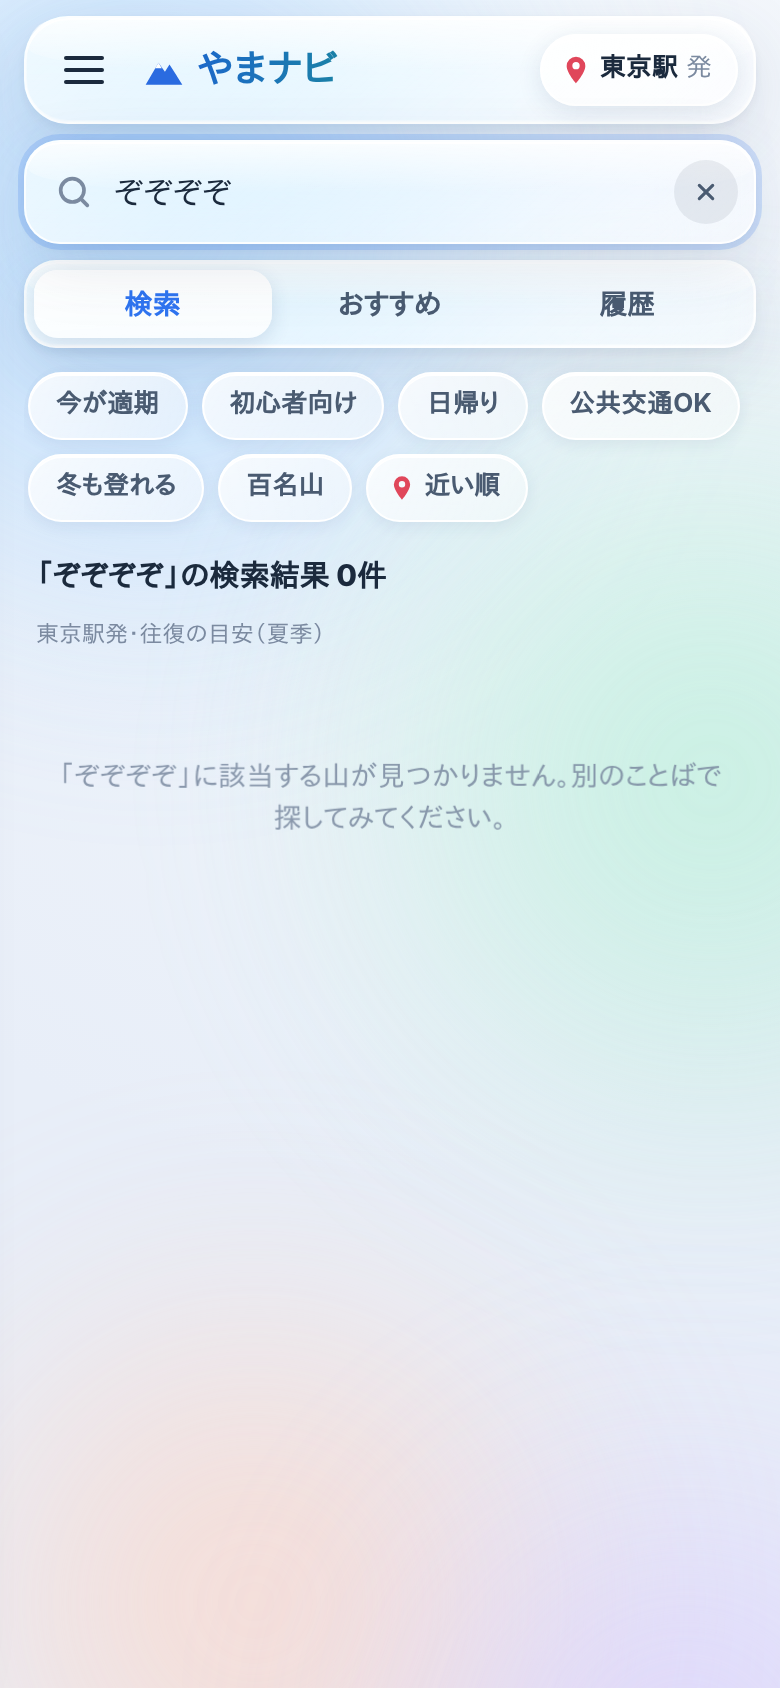 やまナビ
東京駅 発
ぞぞぞぞ
検索 おすすめ 履歴
今が適期 初心者向け 日帰り 公共交通OK
冬も登れる 百名山 近い順
「ぞぞぞぞ」の検索結果 0件
東京駅発・往復の目安（夏季）
「ぞぞぞぞ」に該当する山が見つかりません。別のことばで
探してみてください。